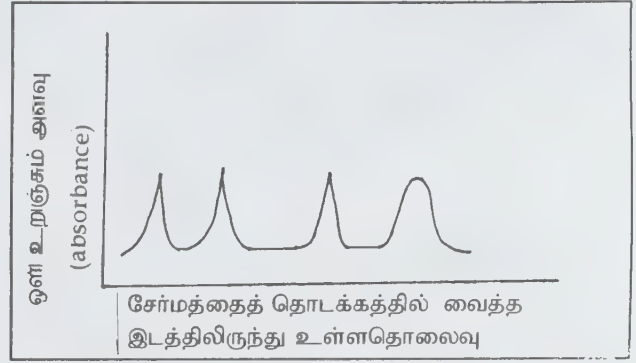 ஒளி உறிஞ்சும் அளவு
(absorbance)
சேர்மத்தைத் தொடக்கத்தில் வைத்த
இடத்திலிருந்து உள்ளதொலைவு